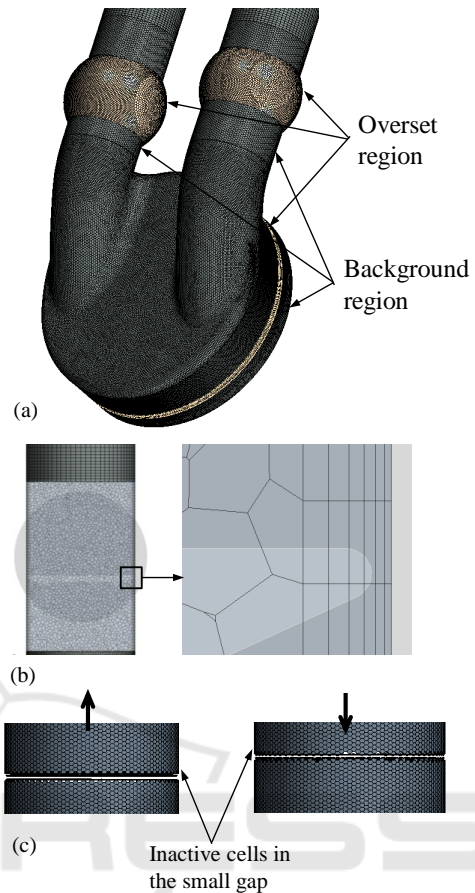 Overset
region
Background
region
(a)
(b)
(c)
Inactive cells in
the small gap